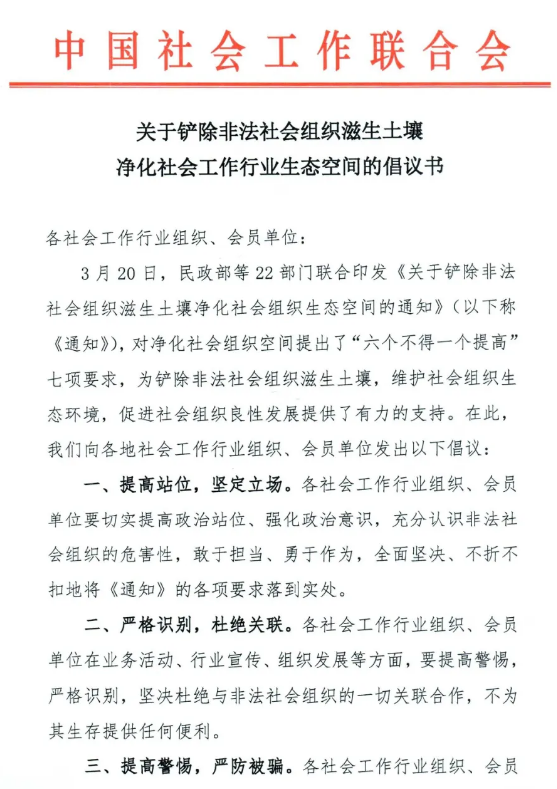 中国社会工作联合会
关于铲除非法社会组织滋生土壤
净化社会工作行业生态空间的倡议书
各社会工作行业组织、会员单位：
3月20日，民政部等22部门联合印发《关于铲除非法
社会组织滋生土壤净化社会组织生态空间的通知》（以下称
《通知》），对净化社会组织空间提出了“六个不得一个提高”
七项要求，为铲除非法社会组织滋生土壤，维护社会组织生
态环境，促进社会组织良性发展提供了有力的支持。在此，
我们向各地社会工作行业组织、会员单位发出以下倡议：
一、提高站位，坚定立场。各社会工作行业组织、会员
单位要切实提高政治站位、强化政治意识，充分认识非法社
会组织的危害性，敢于担当、勇于作为，全面坚决、不折不
扣地将《通知》的各项要求落到实处。
二、严格识别，杜绝关联。各社会工作行业组织、会员
单位在业务活动、行业宣传、组织发展等方面，要提高警惕，
严格识别，坚决杜绝与非法社会组织的一切关联合作，不为
其生存提供任何便利。
三、提高警惕，严防被骗。各社会工作行业组织、会员